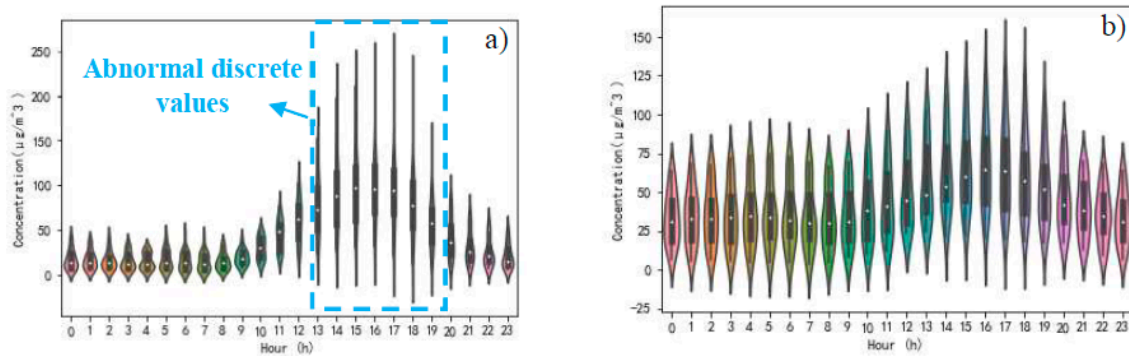 a)
Abnormal discrete
values
Concentration(μg/m^3)
250
200
150
100
50
0
0 1 2 3 4 5 6 7 8 9 10 11 12 13 14 15 16 17 18 19 20 21 22 23
Hour (h)
b)
Concentration(μg/m^3)
150
125
100
75
50
25
0
-25
0 1 2 3 4 5 6 7 8 9 10 11 12 13 14 15 16 17 18 19 20 21 22 23
Hour (h)